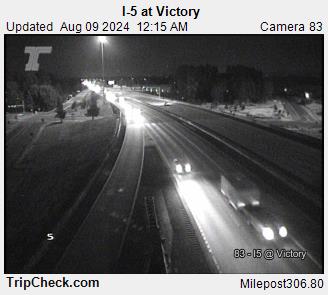 I-5 at Victory
Updated Aug 09 2024 12:15 AM Camera 83
T
S
83 - I5 @ Victory
TripCheck.com Milepost306.80